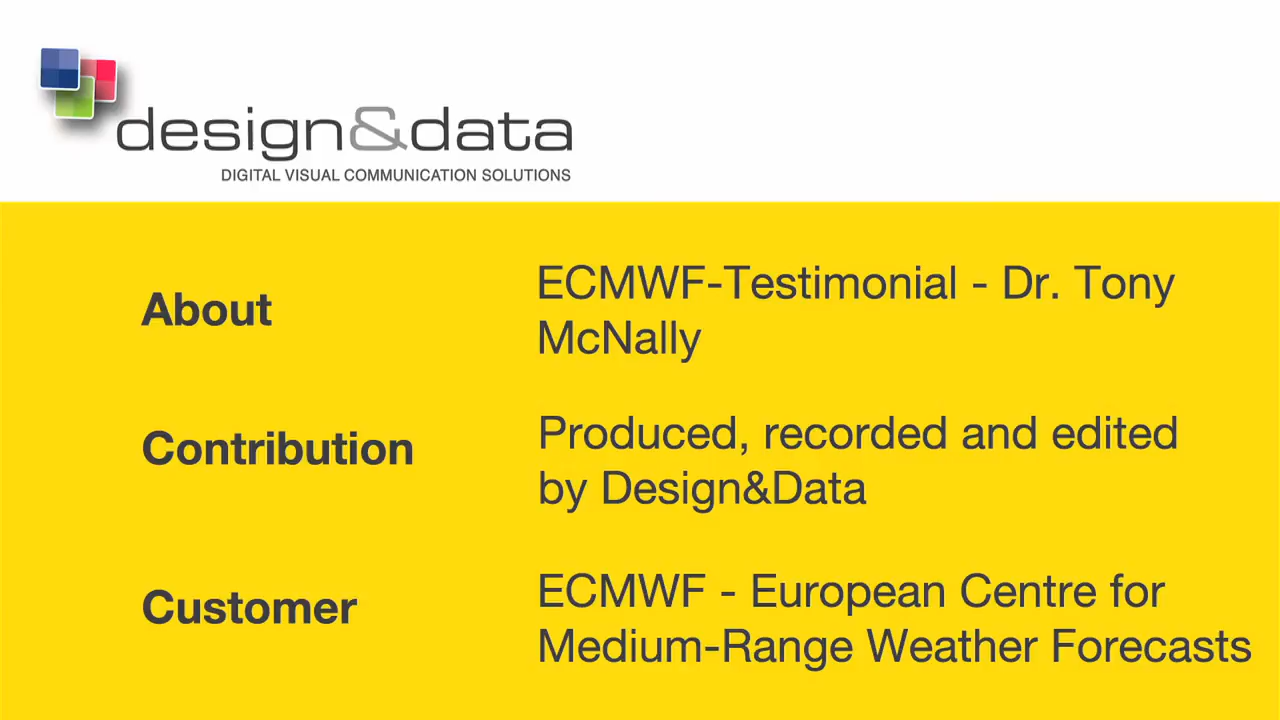 design&data
DIGITAL VISUAL COMMUNICATION SOLUTIONS
About
ECMWF-Testimonial - Dr. Tony
McNally
Contribution
Produced, recorded and edited
by Design&Data
Customer
ECMWF - European Centre for
Medium-Range Weather Forecasts